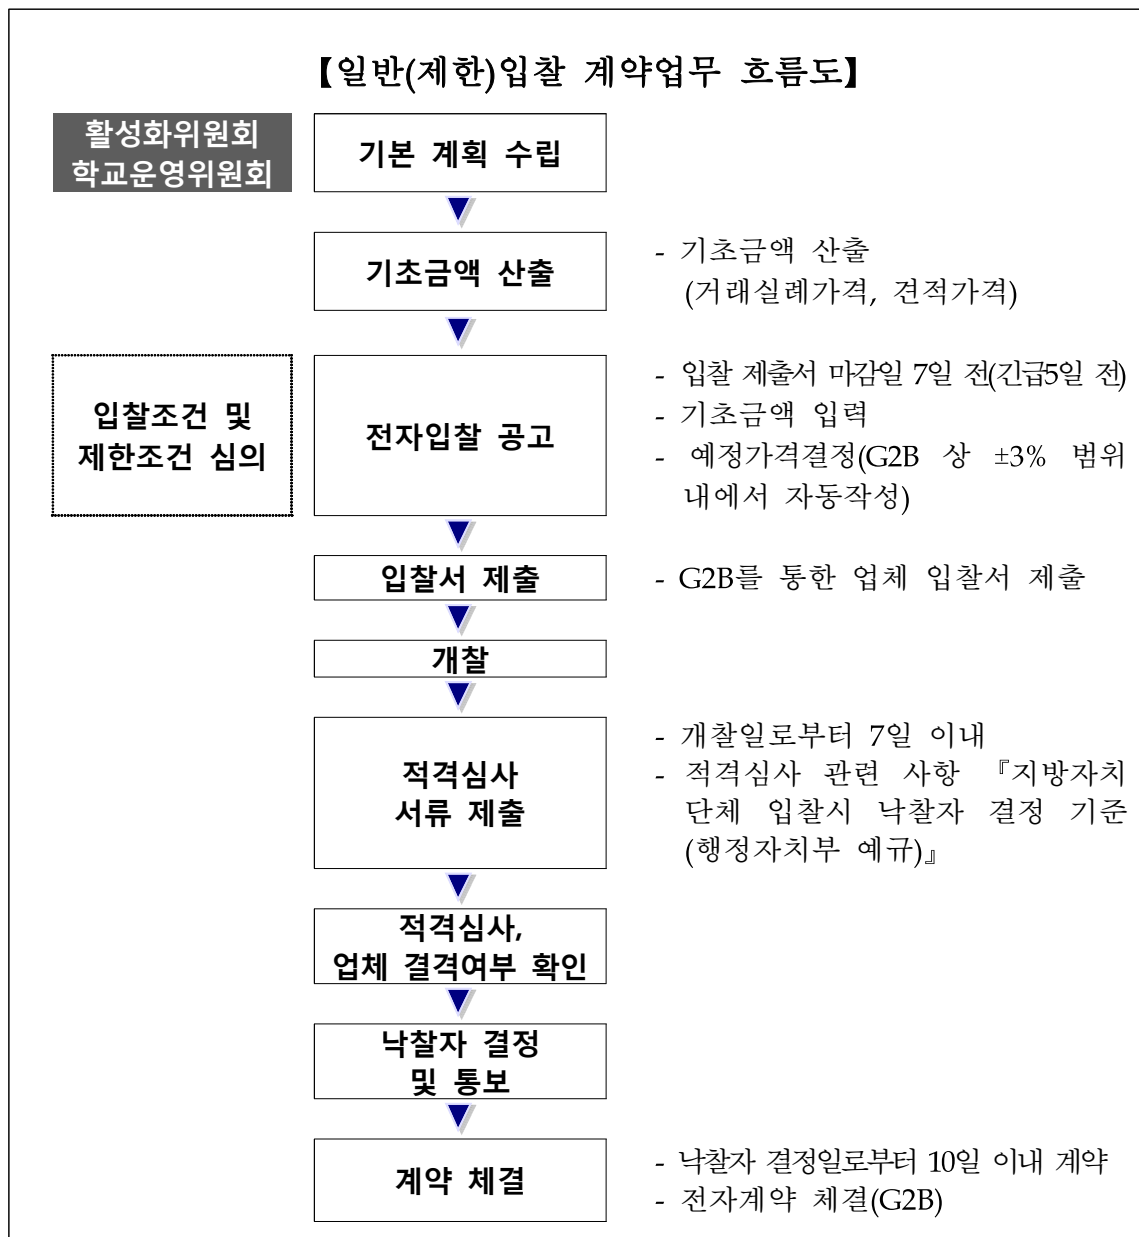 【일반(제한)입찰 계약업무 흐름도】
활성화위원회
학교운영위원회
기본 계획 수립
기초금액 산출
- 기초금액 산출
(거래실례가격, 견적가격)
입찰조건 및
제한조건 심의
전자입찰 공고
- 입찰 제출서 마감일 7일 전(긴급5일 전)
- 기초금액 입력
- 예정가격결정(G2B 상 ±3% 범위
내에서 자동작성)
입찰서 제출
- G2B를 통한 업체 입찰서 제출
개찰
적격심사
서류 제출
- 개찰일로부터 7일 이내
- 적격심사 관련 사항 『지방자치
단체 입찰시 낙찰자 결정 기준
(행정자치부 예규)』
적격심사,
업체 결격여부 확인
낙찰자 결정
및 통보
계약 체결
- 낙찰자 결정일로부터 10일 이내 계약
- 전자계약 체결(G2B)